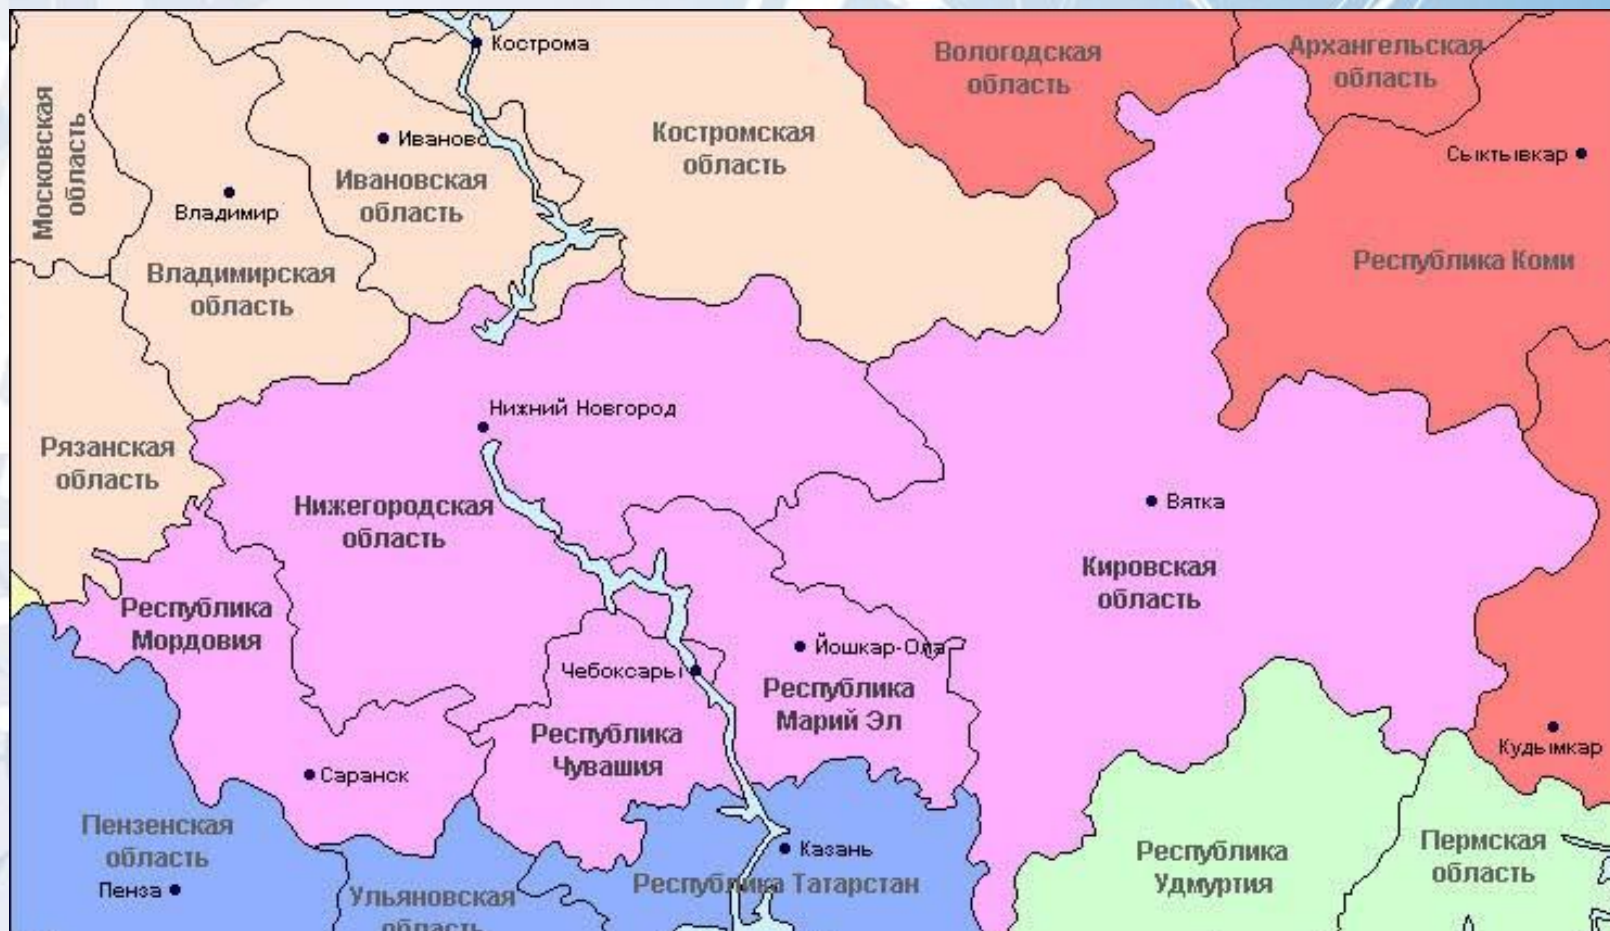 Кострома
Вологодская
область
Архангельская
область
Московская
область
Иваново
Костромская
область
Сыктывкар
Ивановская
область
Владимир
Владимирская
область
Республика Коми
Нижний Новгород
Рязанская
область
Нижегородская
область
Вятка
Кировская
область
Республика
Мордовия
Йошкар-Ола
Чебоксары
Республика
Марий Эл
Республика
Чувашия
Кудымкар
Саранск
Пензенская
область
Казань
Республика
Удмуртия
Пермская
область
Пенза
Республика Татарстан
Ульяновская
область